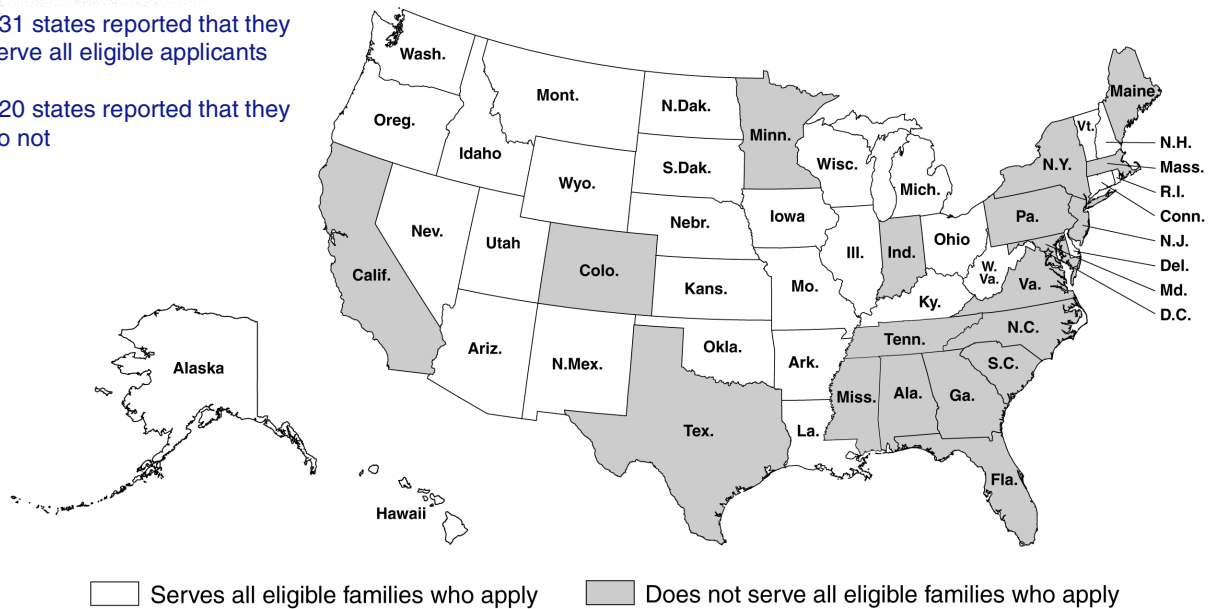 31 states reported that they
erve all eligible applicants
20 states reported that they
o not
Wash.
Oreg.
Idaho
Mont.
Wyo.
N.Dak.
S.Dak.
Nebr.
Minn.
Wisc.
Iowa
Mich.
Nev.
Utah
Colo.
Kans.
Mo.
Ill.
Ind.
Ohio
W.
Va.
Ky.
Calif.
Ariz.
N.Mex.
Okla.
Ark.
Tenn.
Va.
N.C.
S.C.
Tex.
La.
Miss.
Ala.
Ga.
Fla.
Alaska
Hawaii
Maine
Vt.
N.Y.
Pa.
N.H.
Mass.
R.I.
Conn.
N.J.
Del.
Md.
D.C.
Serves all eligible families who apply
Does not serve all eligible families who apply